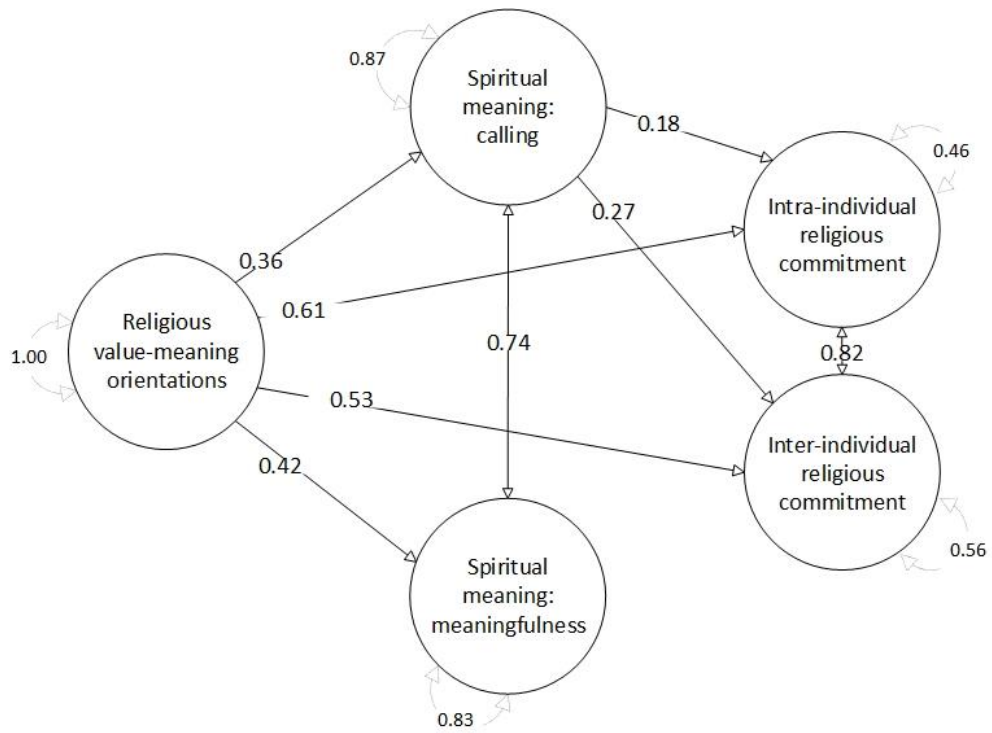 0.87
Spiritual
meaning:
calling
0.18
0.46
Intra-individual
religious
commitment
0.27
0.36
0.61
Religious
value-meaning
orientations
1.00
0.74
0.82
0.53
0.42
Inter-individual
religious
commitment
0.56
Spiritual
meaning:
meaningfulness
0.83